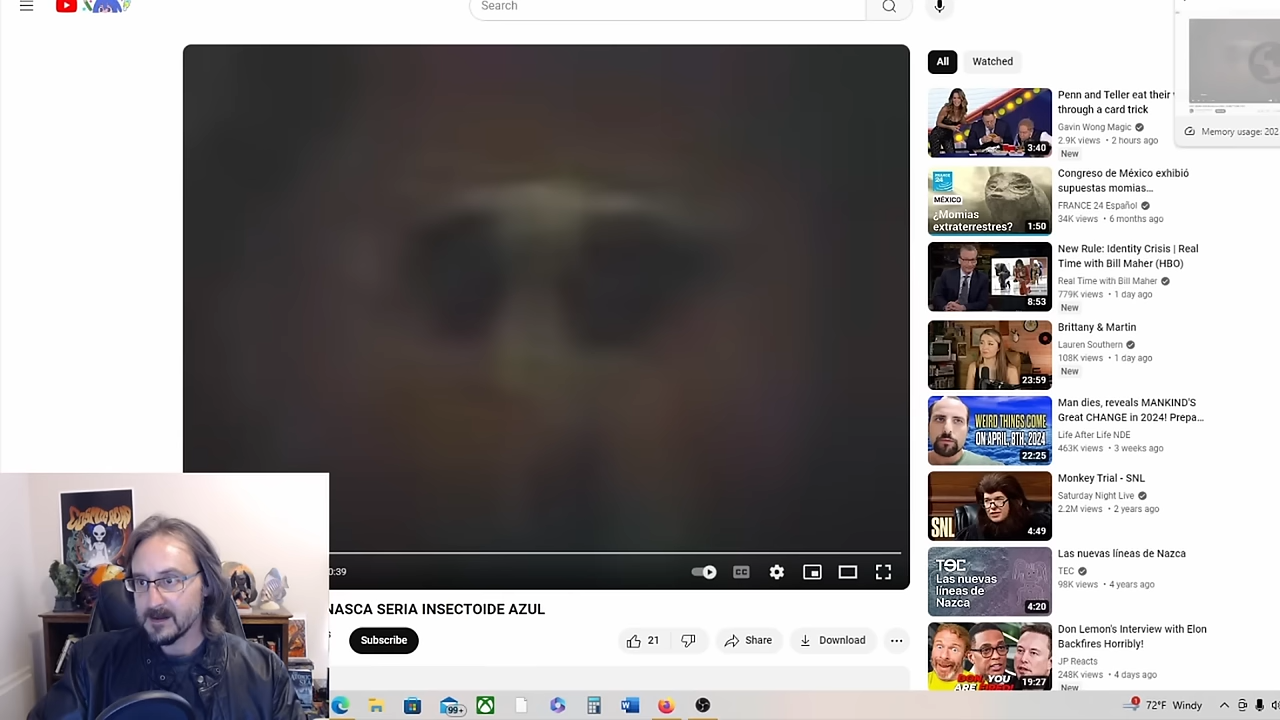 Search
All
Watched
Penn and Teller eat their
through a card trick
Gavin Wong Magic
2.9K views • 2 hours ago
New
3:40
Congreso de México exhibió
supuestas momias…
FRANCE 24 Español
34K views • 6 months ago
FRANCE
24
MÉXICO
¿Momias
extraterrestres?
1:50
New Rule: Identity Crisis | Real
Time with Bill Maher (HBO)
Real Time with Bill Maher
779K views • 1 day ago
New
8:53
Brittany & Martin
Lauren Southern
108K views • 1 day ago
New
23:59
Man dies, reveals MANKIND'S
Great CHANGE in 2024! Prepa…
Life After Life NDE
463K views • 3 weeks ago
WEIRD THINGS COME
ON APRIL, 8TH, 2024
22:25
Monkey Trial - SNL
Saturday Night Live
2.2M views • 2 years ago
SNL
4:49
Las nuevas líneas de Nazca
TEC
98K views • 4 years ago
TEC
Las nuevas
líneas de
Nazca
4:20
Don Lemon's Interview with Elon
Backfires Horribly!
JP Reacts
248K views • 4 days ago
New
19:27
Memory usage: 202
0:39
NASCA SERIA INSECTOIDE AZUL
s
Subscribe
21
Share
Download
99+
72°F Windy